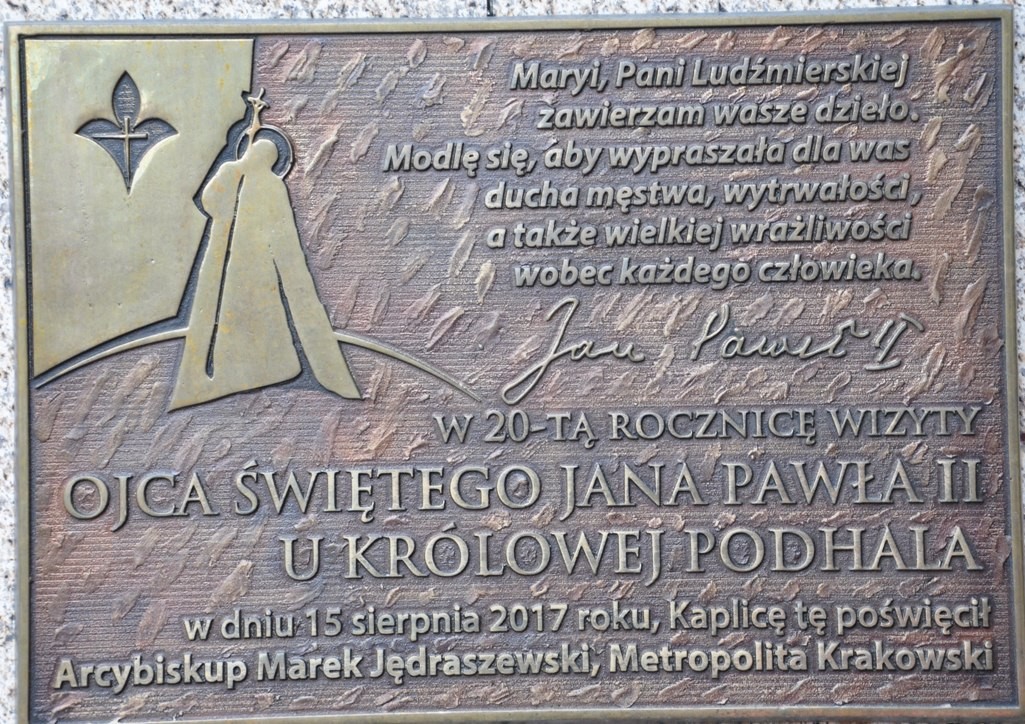 Maryi, Pani Ludźmierskiej
zawierzam wasze dzieło.
Modlę się, aby wypraszała dla was
ducha męstwa, wytrwałości,
a także wielkiej wrażliwości
wobec każdego człowieka.
Jan Paweł II
W 20-TĄ ROCZNICĘ WIZYTY
OJCA ŚWIĘTEGO JANA PAWŁA II
U KRÓLOWEJ PODHALA
w dniu 15 sierpnia 2017 roku, Kaplicę tę poświęcił
Arcybiskup Marek Jędraszewski, Metropolita Krakowski